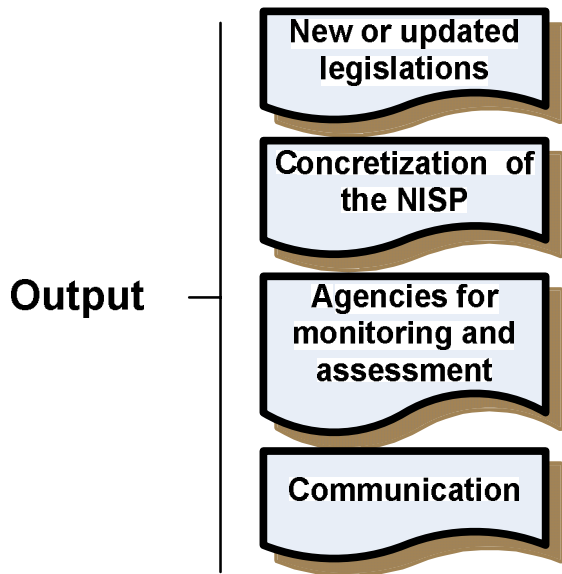 New or updated
legislations
Concretization of
the NISP
Output
Agencies for
monitoring and
assessment
Communication